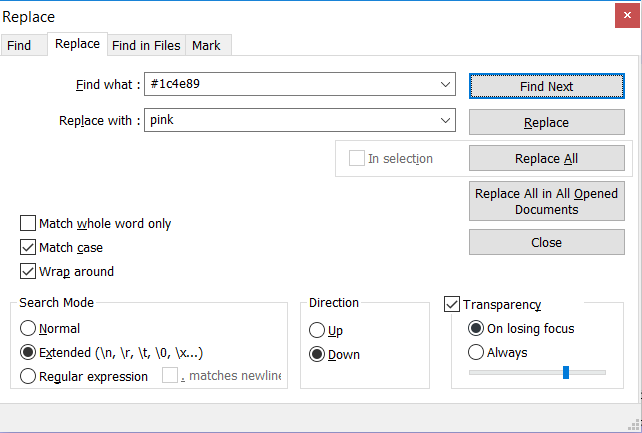 Replace
Find Replace Find in Files Mark
Find what : #1c4e89 Find Next
Replace with : pink Replace
In selection Replace All
Replace All in All Opened
Documents
Match whole word only
Match case Close
Wrap around
Search Mode Direction Transparency
Normal Up On losing focus
Extended (\n, \r, \t, \0, \x...) Down Always
Regular expression . matches newline